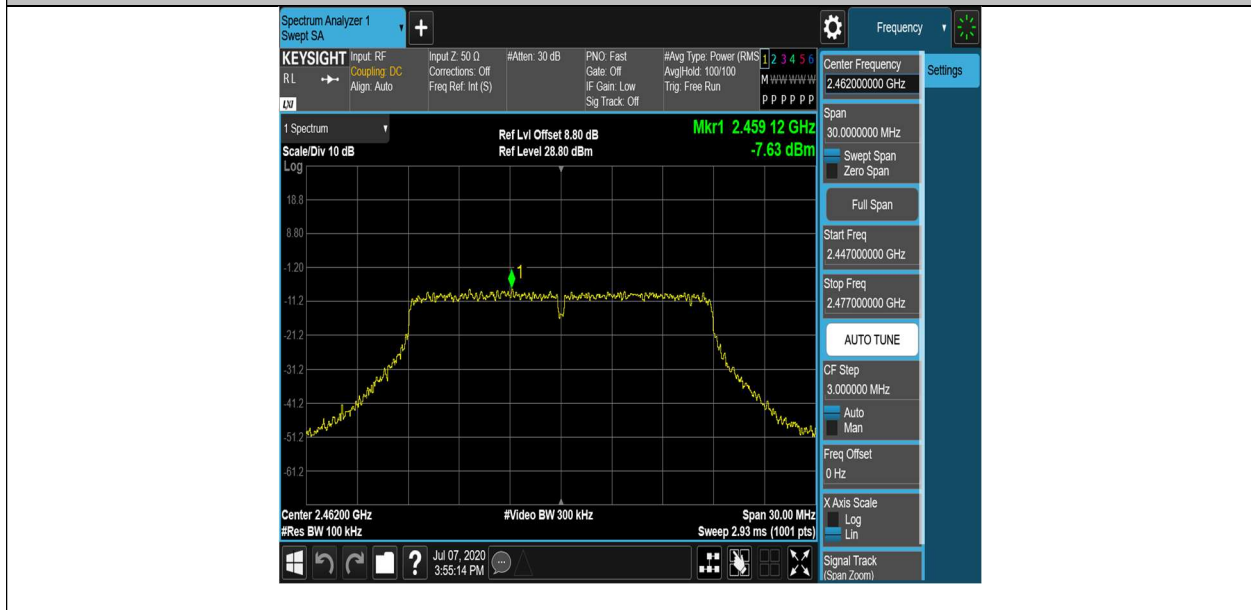 Spectrum Analyzer 1
Swept SA
+
Frequency
KEYSIGHT
RL
LXI
Input: RF
Coupling: DC
Align: Auto
Input Z: 50 Ω
Corrections: Off
Freq Ref: Int (S)
#Atten: 30 dB
PNO: Fast
Gate: Off
IF Gain: Low
Sig Track: Off
#Avg Type: Power (RMS
Avg|Hold: 100/100
Trig: Free Run
1 2 3 4 5 6
M W W W W W
P P P P P P
1 Spectrum
Scale/Div 10 dB
Log
Ref Lvl Offset 8.80 dB
Ref Level 28.80 dBm
Mkr1 2.459 12 GHz
-7.63 dBm
18.8
8.80
-1.20
-11.2
-21.2
-31.2
-41.2
-51.2
-61.2
1
Center 2.46200 GHz
#Res BW 100 kHz
#Video BW 300 kHz
Span 30.00 MHz
Sweep 2.93 ms (1001 pts)
Center Frequency
2.462000000 GHz
Settings
Span
30.0000000 MHz
Swept Span
Zero Span
Full Span
Start Freq
2.447000000 GHz
Stop Freq
2.477000000 GHz
AUTO TUNE
CF Step
3.000000 MHz
Auto
Man
Freq Offset
0 Hz
X Axis Scale
Log
Lin
Signal Track
(Span Zoom)
?
Jul 07, 2020
3:55:14 PM